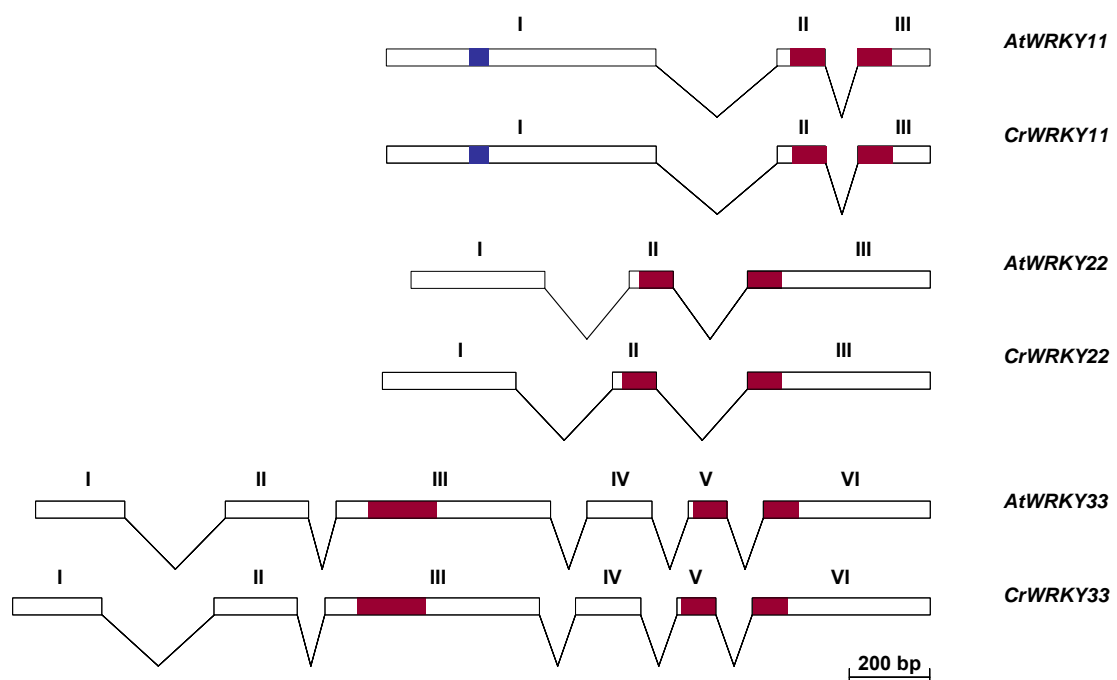 I II III AtWRKY11
I II III CrWRKY11
I II III AtWRKY22
I II III CrWRKY22
I II III IV V VI AtWRKY33
I II III IV V VI CrWRKY33
200 bp